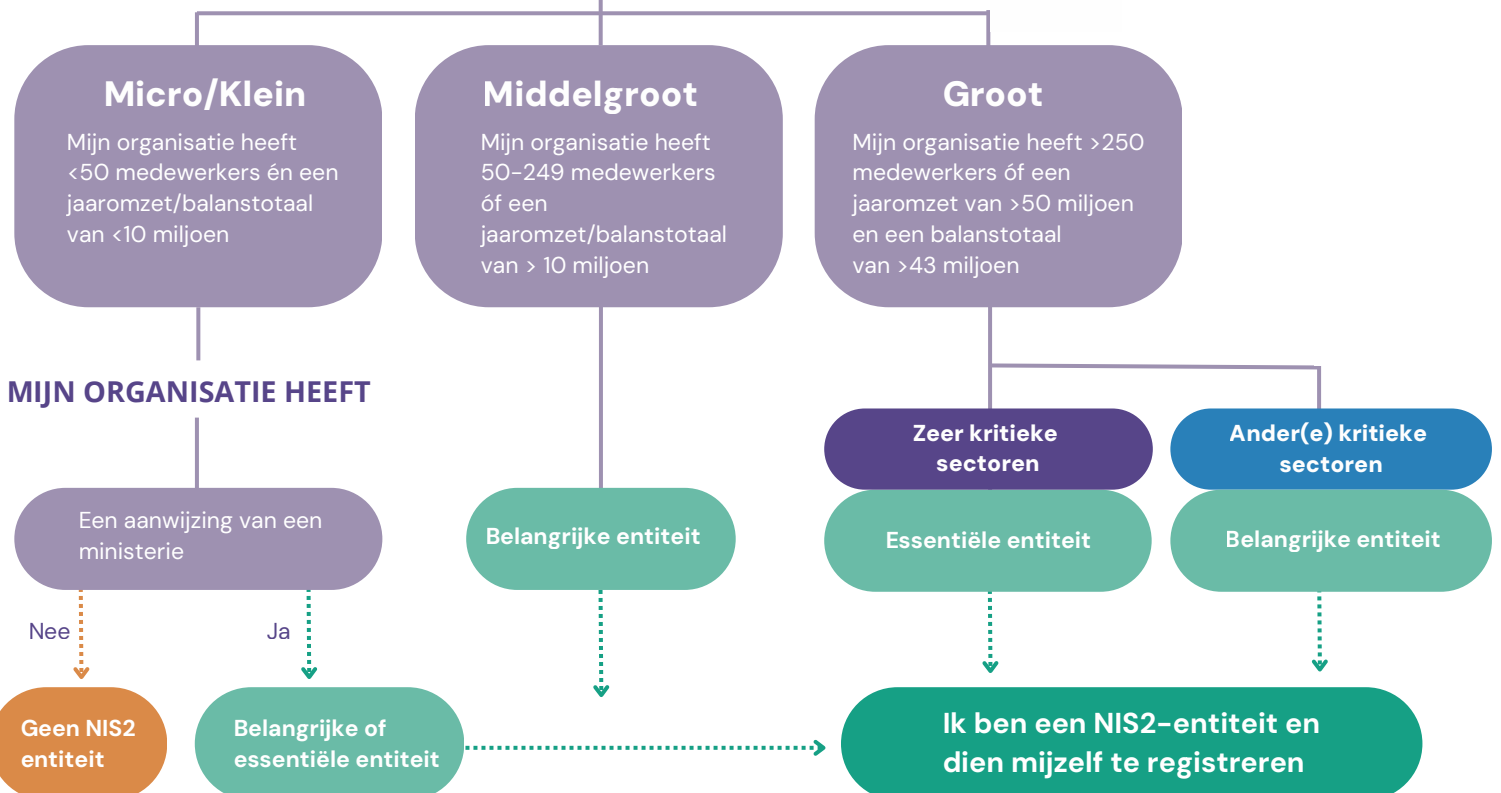 Micro/Klein
Mijn organisatie heeft
<50 medewerkers én een
jaaromzet/balanstotaal
van <10 miljoen
Middelgroot
Mijn organisatie heeft
50-249 medewerkers
óf een
jaaromzet/balanstotaal
van > 10 miljoen
Groot
Mijn organisatie heeft >250
medewerkers óf een
jaaromzet van >50 miljoen
en een balanstotaal
van >43 miljoen
MIJN ORGANISATIE HEEFT
Zeer kritieke
sectoren
Ander(e) kritieke
sectoren
Een aanwijzing van een
ministerie
Belangrijke entiteit
Essentiële entiteit
Belangrijke entiteit
Nee
Ja
Geen NIS2
entiteit
Belangrijke of
essentiële entiteit
Ik ben een NIS2-entiteit en
dien mijzelf te registreren